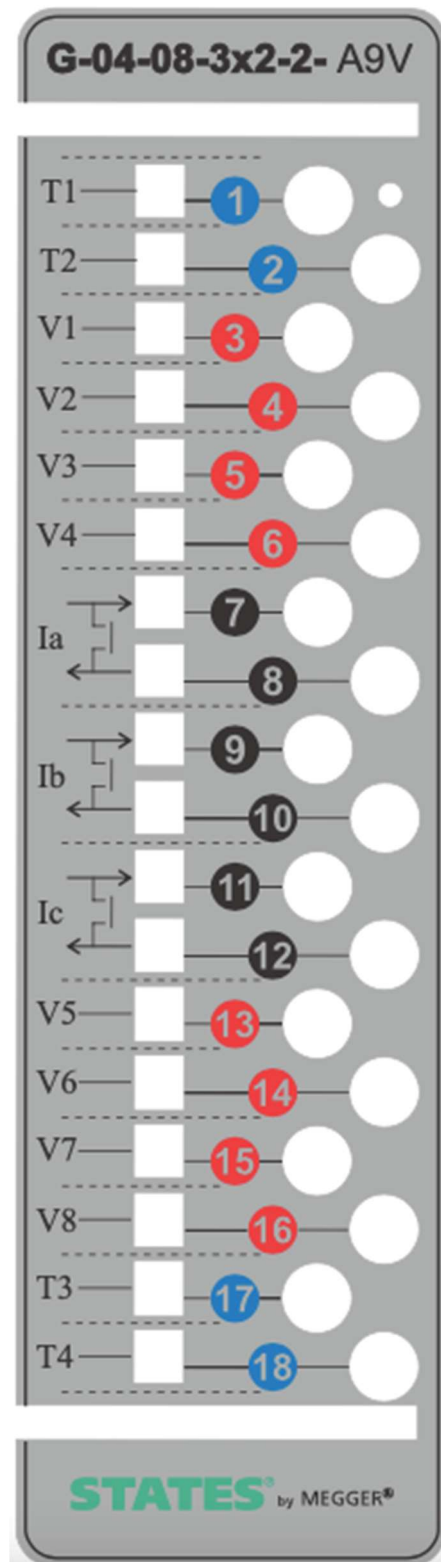 G-04-08-3x2-2- A9V
T1 1
T2 2
V1 3
V2 4
V3 5
V4 6
Ia 7
8
Ib 9
10
Ic 11
12
V5 13
V6 14
V7 15
V8 16
T3 17
T4 18
STATES® by MEGGER®